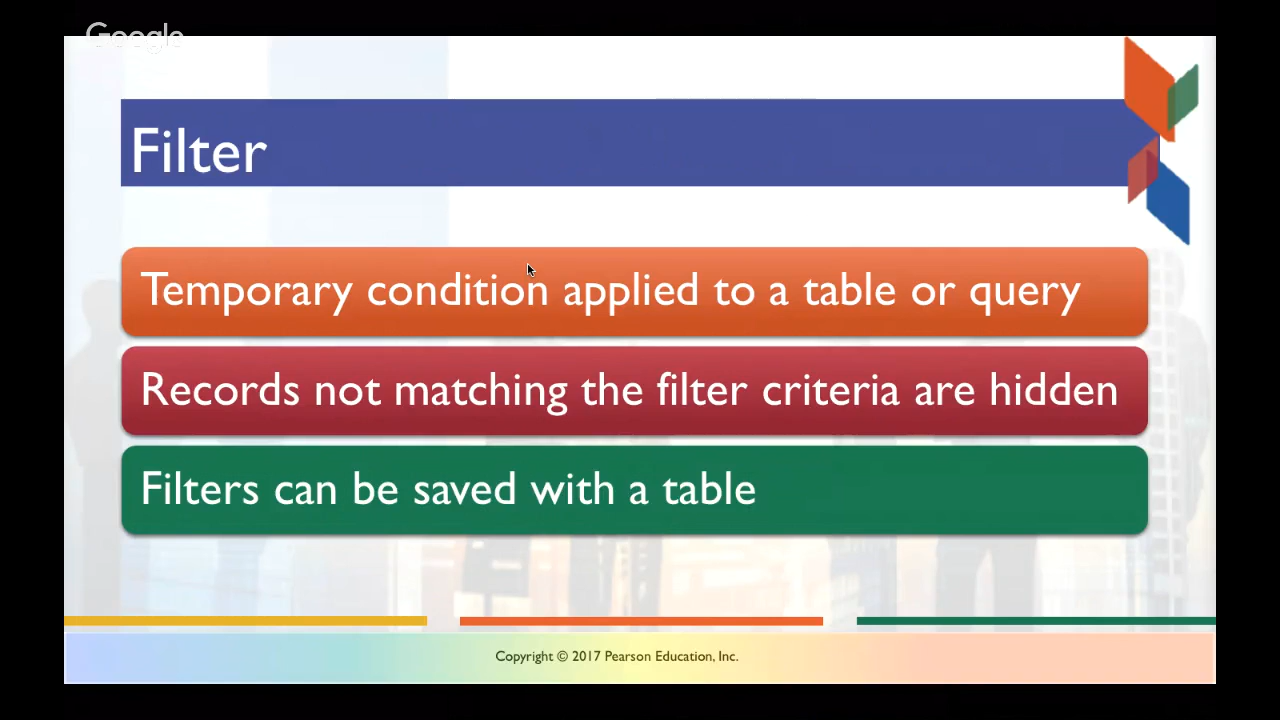 Google
Filter
Temporary condition applied to a table or query
Records not matching the filter criteria are hidden
Filters can be saved with a table
Copyright © 2017 Pearson Education, Inc.